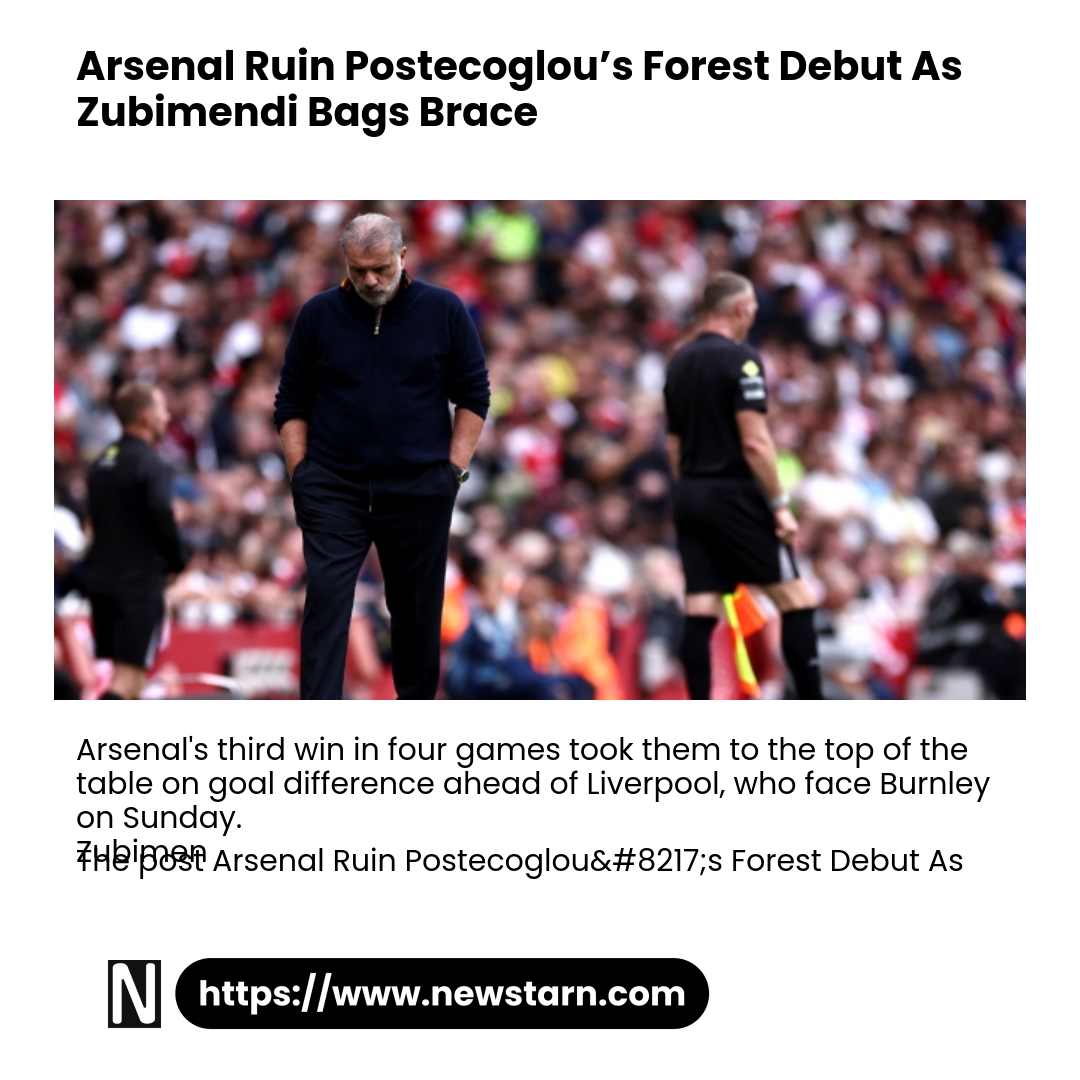 Arsenal Ruin Postecoglou’s Forest Debut As
Zubimendi Bags Brace
Arsenal's third win in four games took them to the top of the
table on goal difference ahead of Liverpool, who face Burnley
on Sunday.
Zubimen
The post Arsenal Ruin Postecoglou&#8217;s Forest Debut As
N https://www.newstarn.com